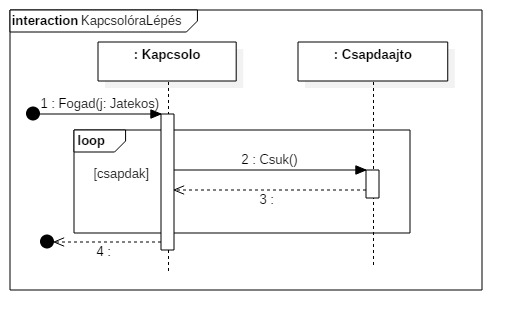 interaction KapcsolóraLépés
: Kapcsolo
: Csapdaajto
1 : Fogad(j: Jatekos)
loop
[csapdak]
2 : Csuk()
3 :
4 :